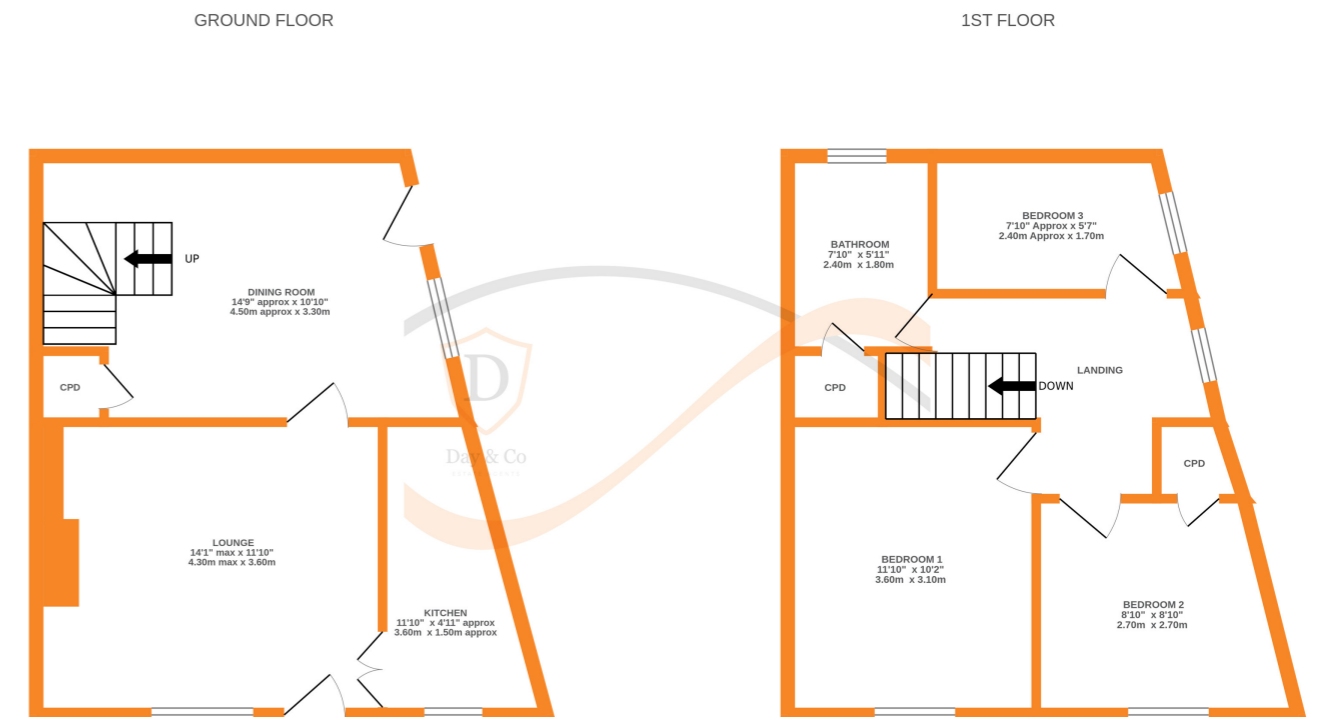 GROUND FLOOR
1ST FLOOR
UP
DINING ROOM
14'9" approx x 10'10"
4.50m approx x 3.30m
CPD
LOUNGE
14'1" max x 11'10"
4.30m max x 3.60m
KITCHEN
11'10" x 4'11" approx
3.60m x 1.50m approx
D
Day & Co
BATHROOM
7'10" x 5'11"
2.40m x 1.80m
BEDROOM 3
7'10" Approx x 5'7"
2.40m Approx x 1.70m
LANDING
DOWN
CPD
CPD
BEDROOM 1
11'10" x 10'2"
3.60m x 3.10m
BEDROOM 2
8'10" x 8'10"
2.70m x 2.70m